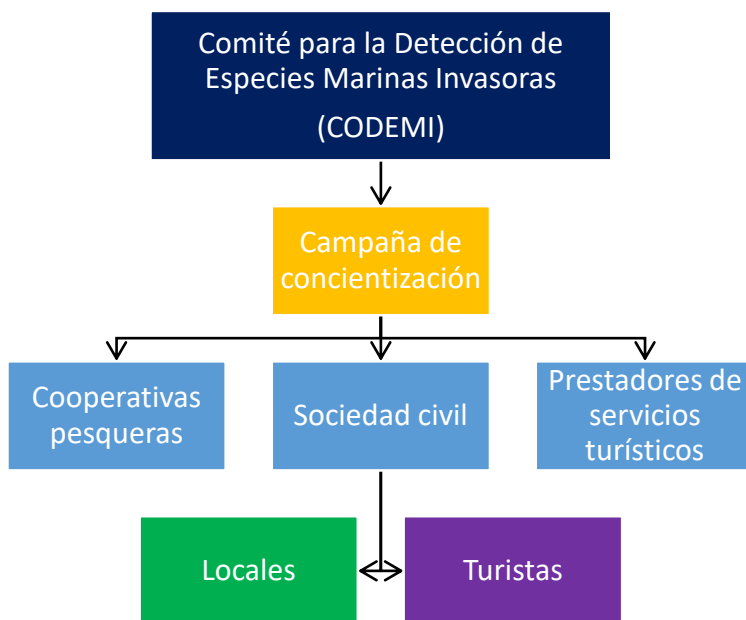 Comité para la Detección de
Especies Marinas Invasoras
(CODEMI)
Campaña de
concientización
Cooperativas
pesqueras
Sociedad civil
Prestadores de
servicios
turísticos
Locales
Turistas